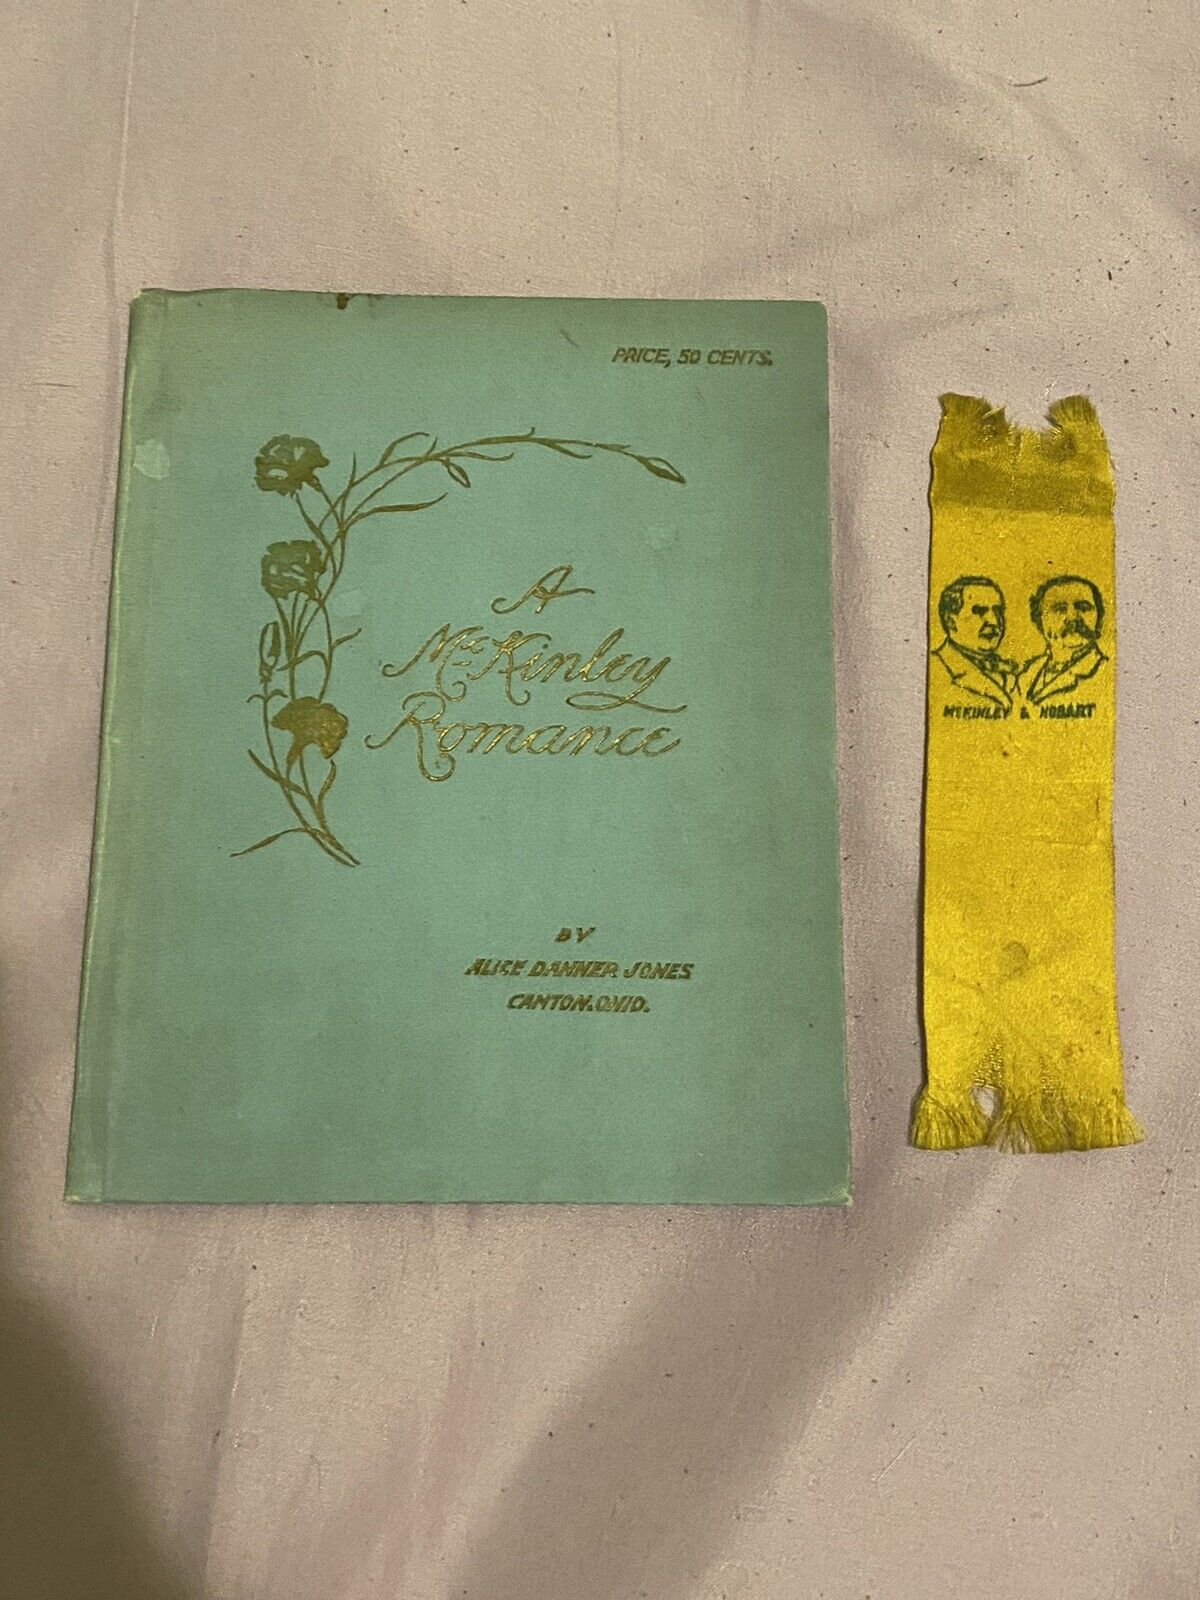 PRICE, 50 CENTS.
A
McKinley
Romance
BY
ALICE DANNER JONES
CANTON, OHIO.
McKINLEY & HOBART